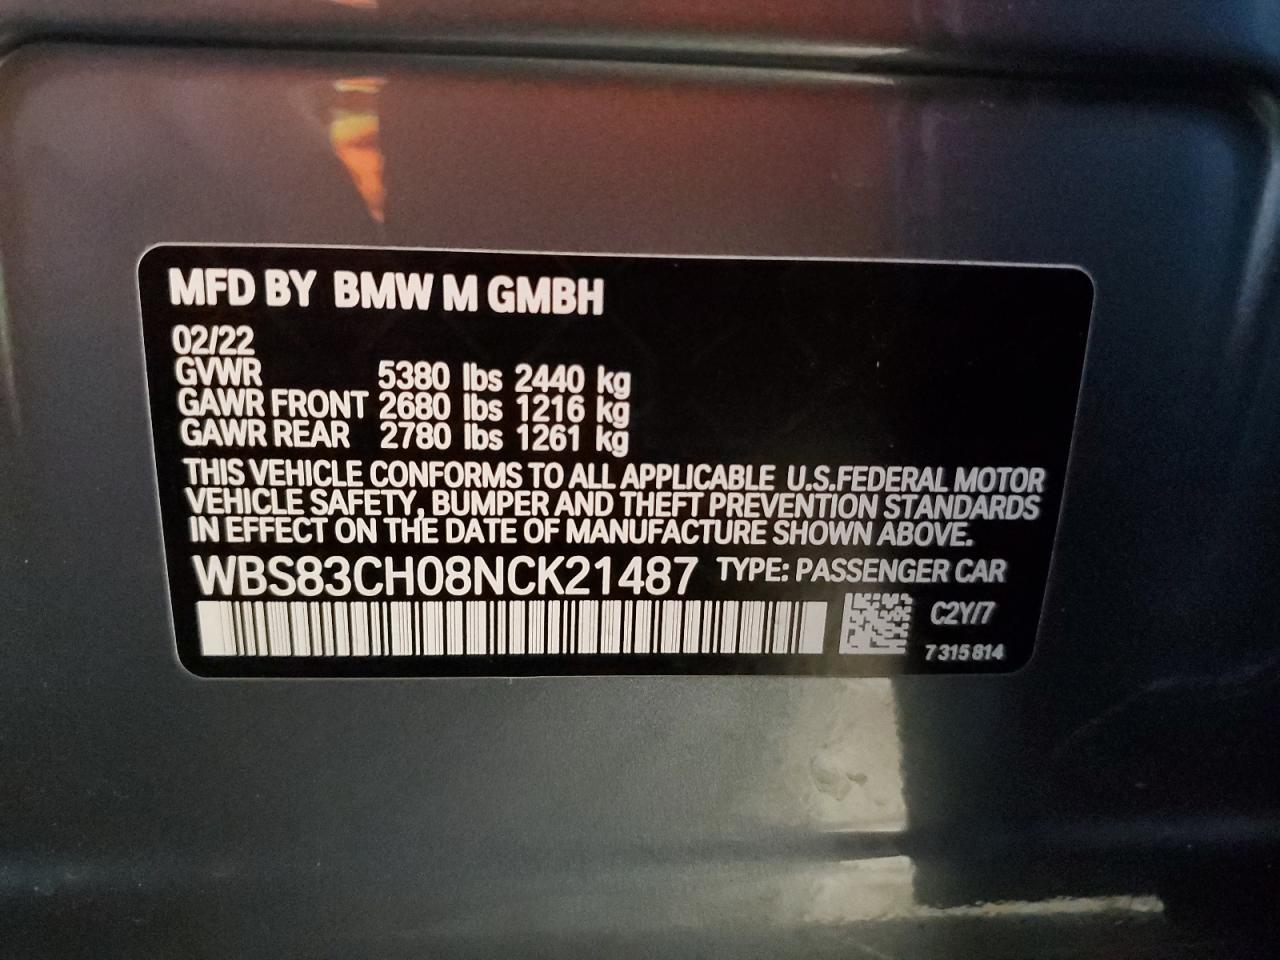 MFD BY BMW M GMBH
02/22
GVWR 5380 lbs 2440 kg
GAWR FRONT 2680 lbs 1216 kg
GAWR REAR 2780 lbs 1261 kg
THIS VEHICLE CONFORMS TO ALL APPLICABLE U.S.FEDERAL MOTOR
VEHICLE SAFETY, BUMPER AND THEFT PREVENTION STANDARDS
IN EFFECT ON THE DATE OF MANUFACTURE SHOWN ABOVE.
WBS83CH08NCK21487 TYPE: PASSENGER CAR
C2Y/7
7 315 814